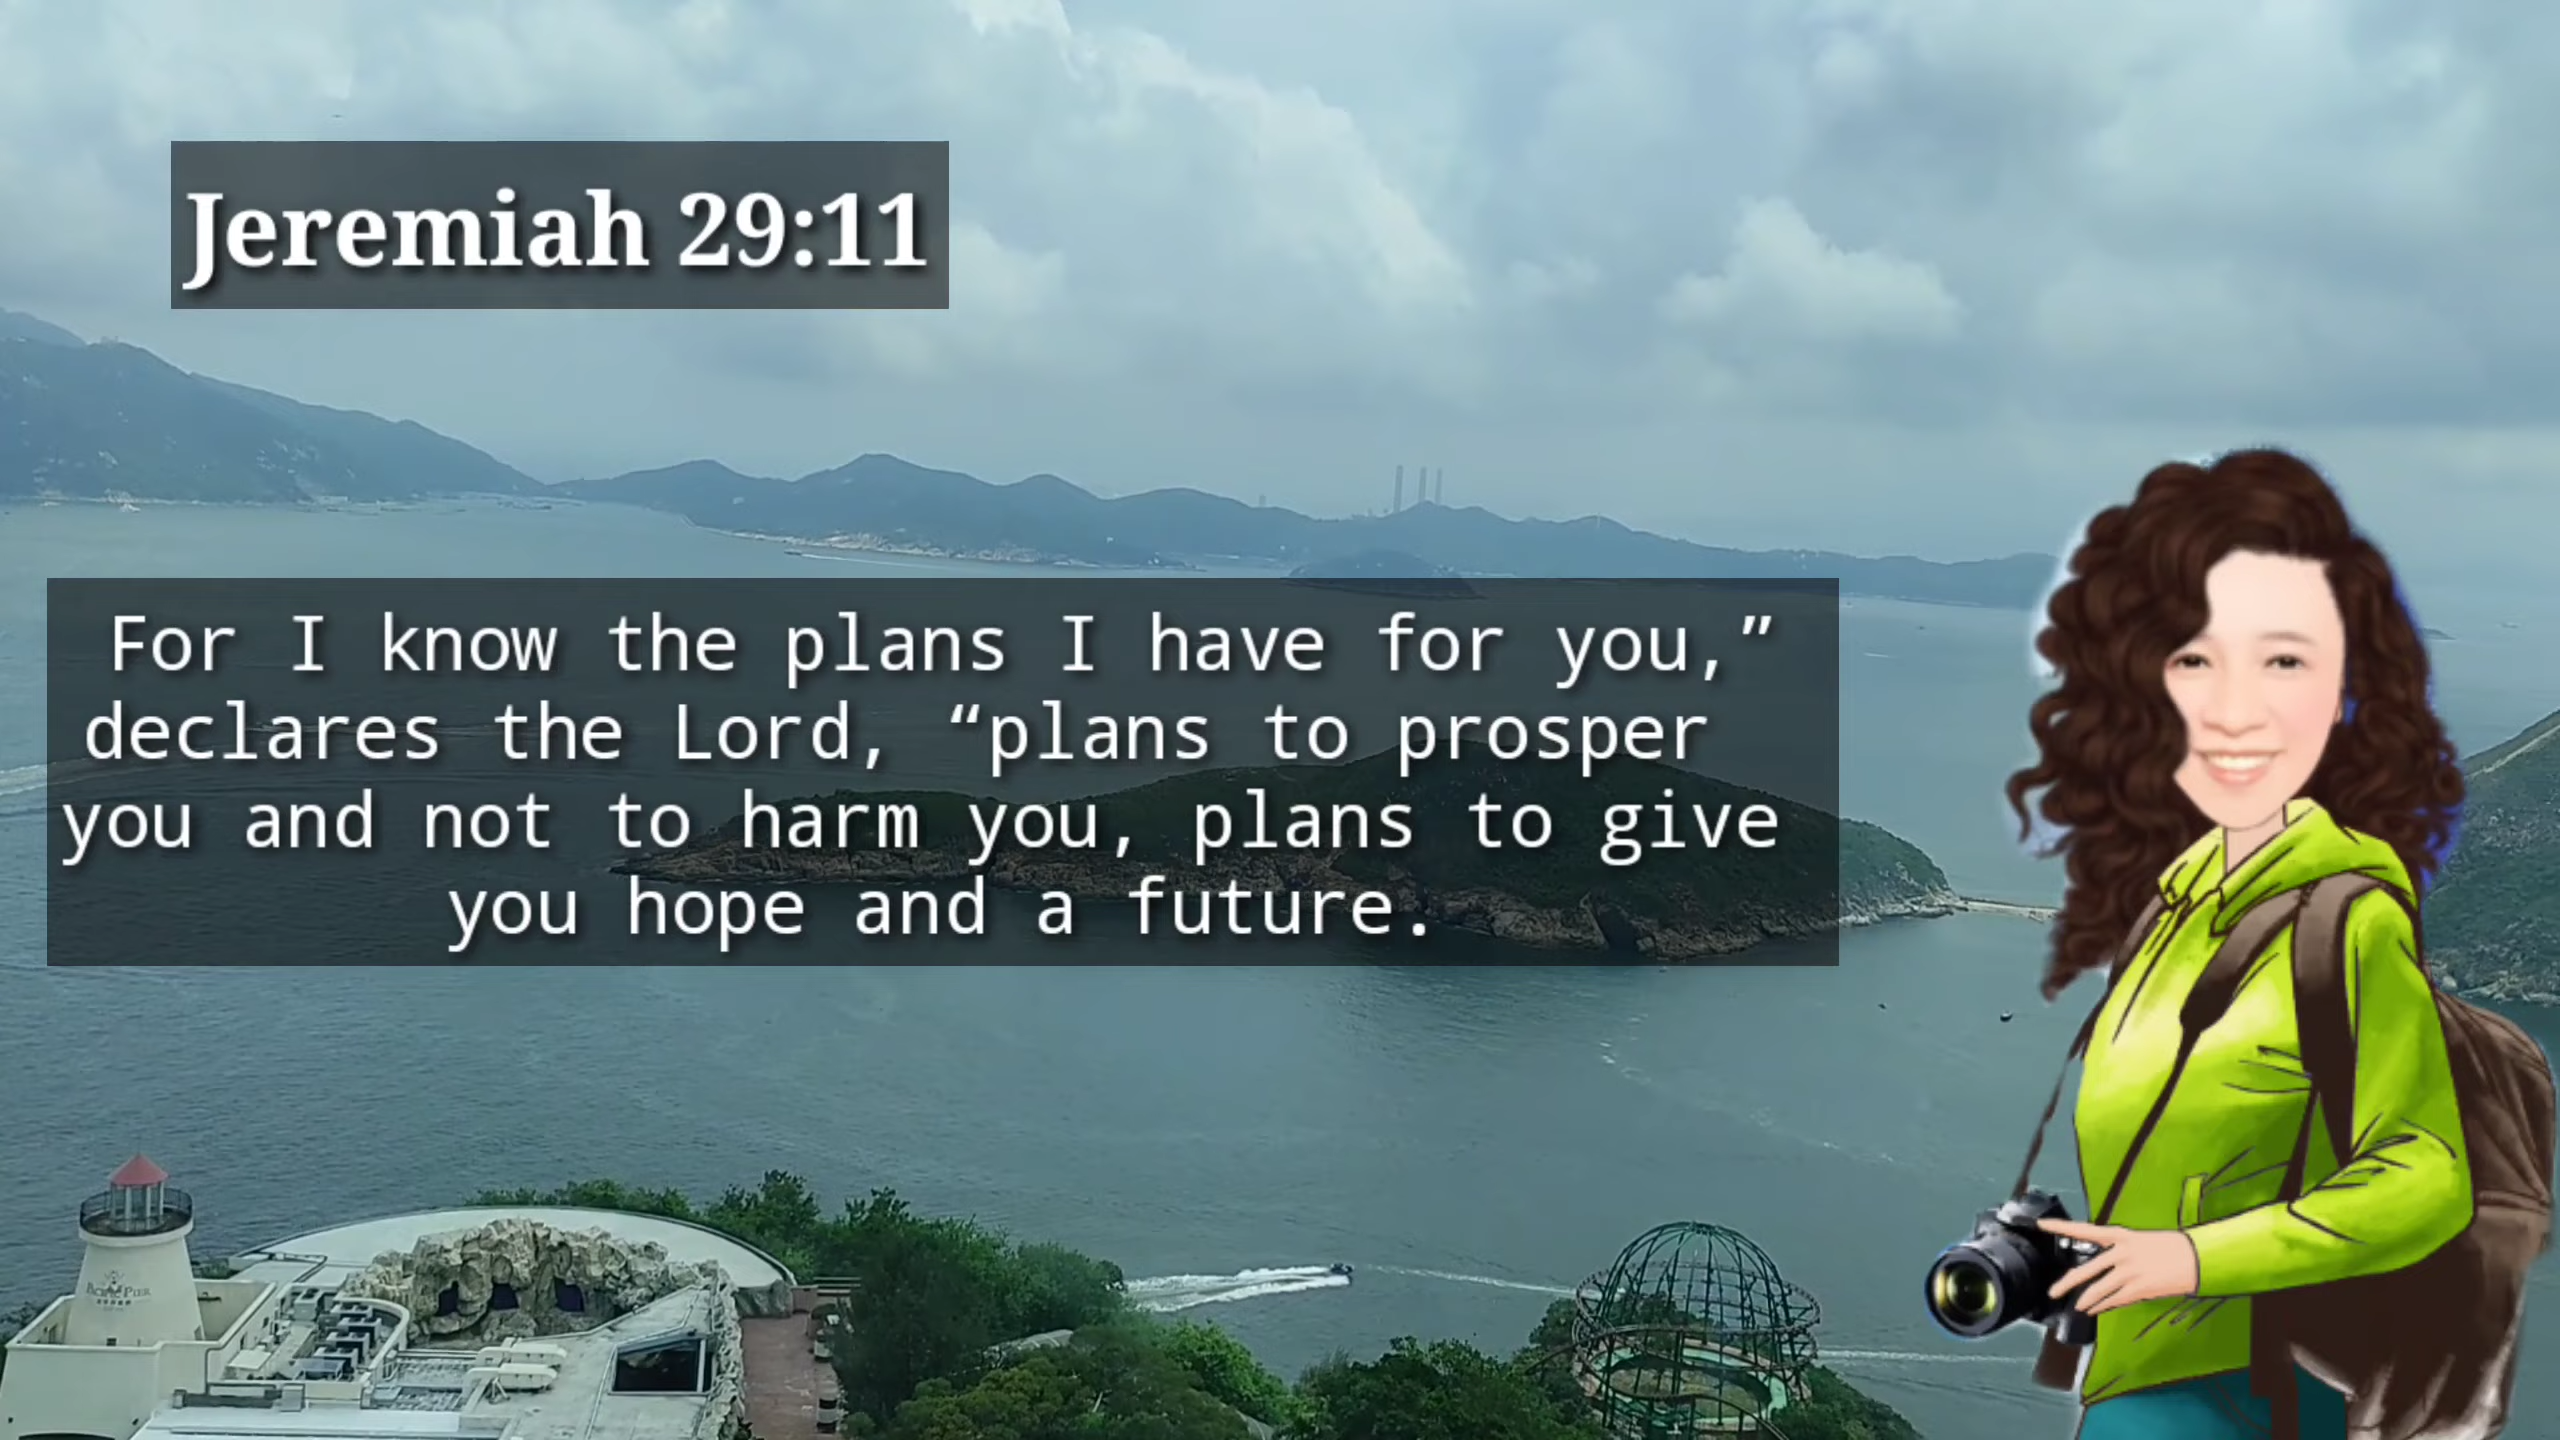 Jeremiah 29:11
For I know the plans I have for you,”
declares the Lord, “plans to prosper
you and not to harm you, plans to give
you hope and a future.